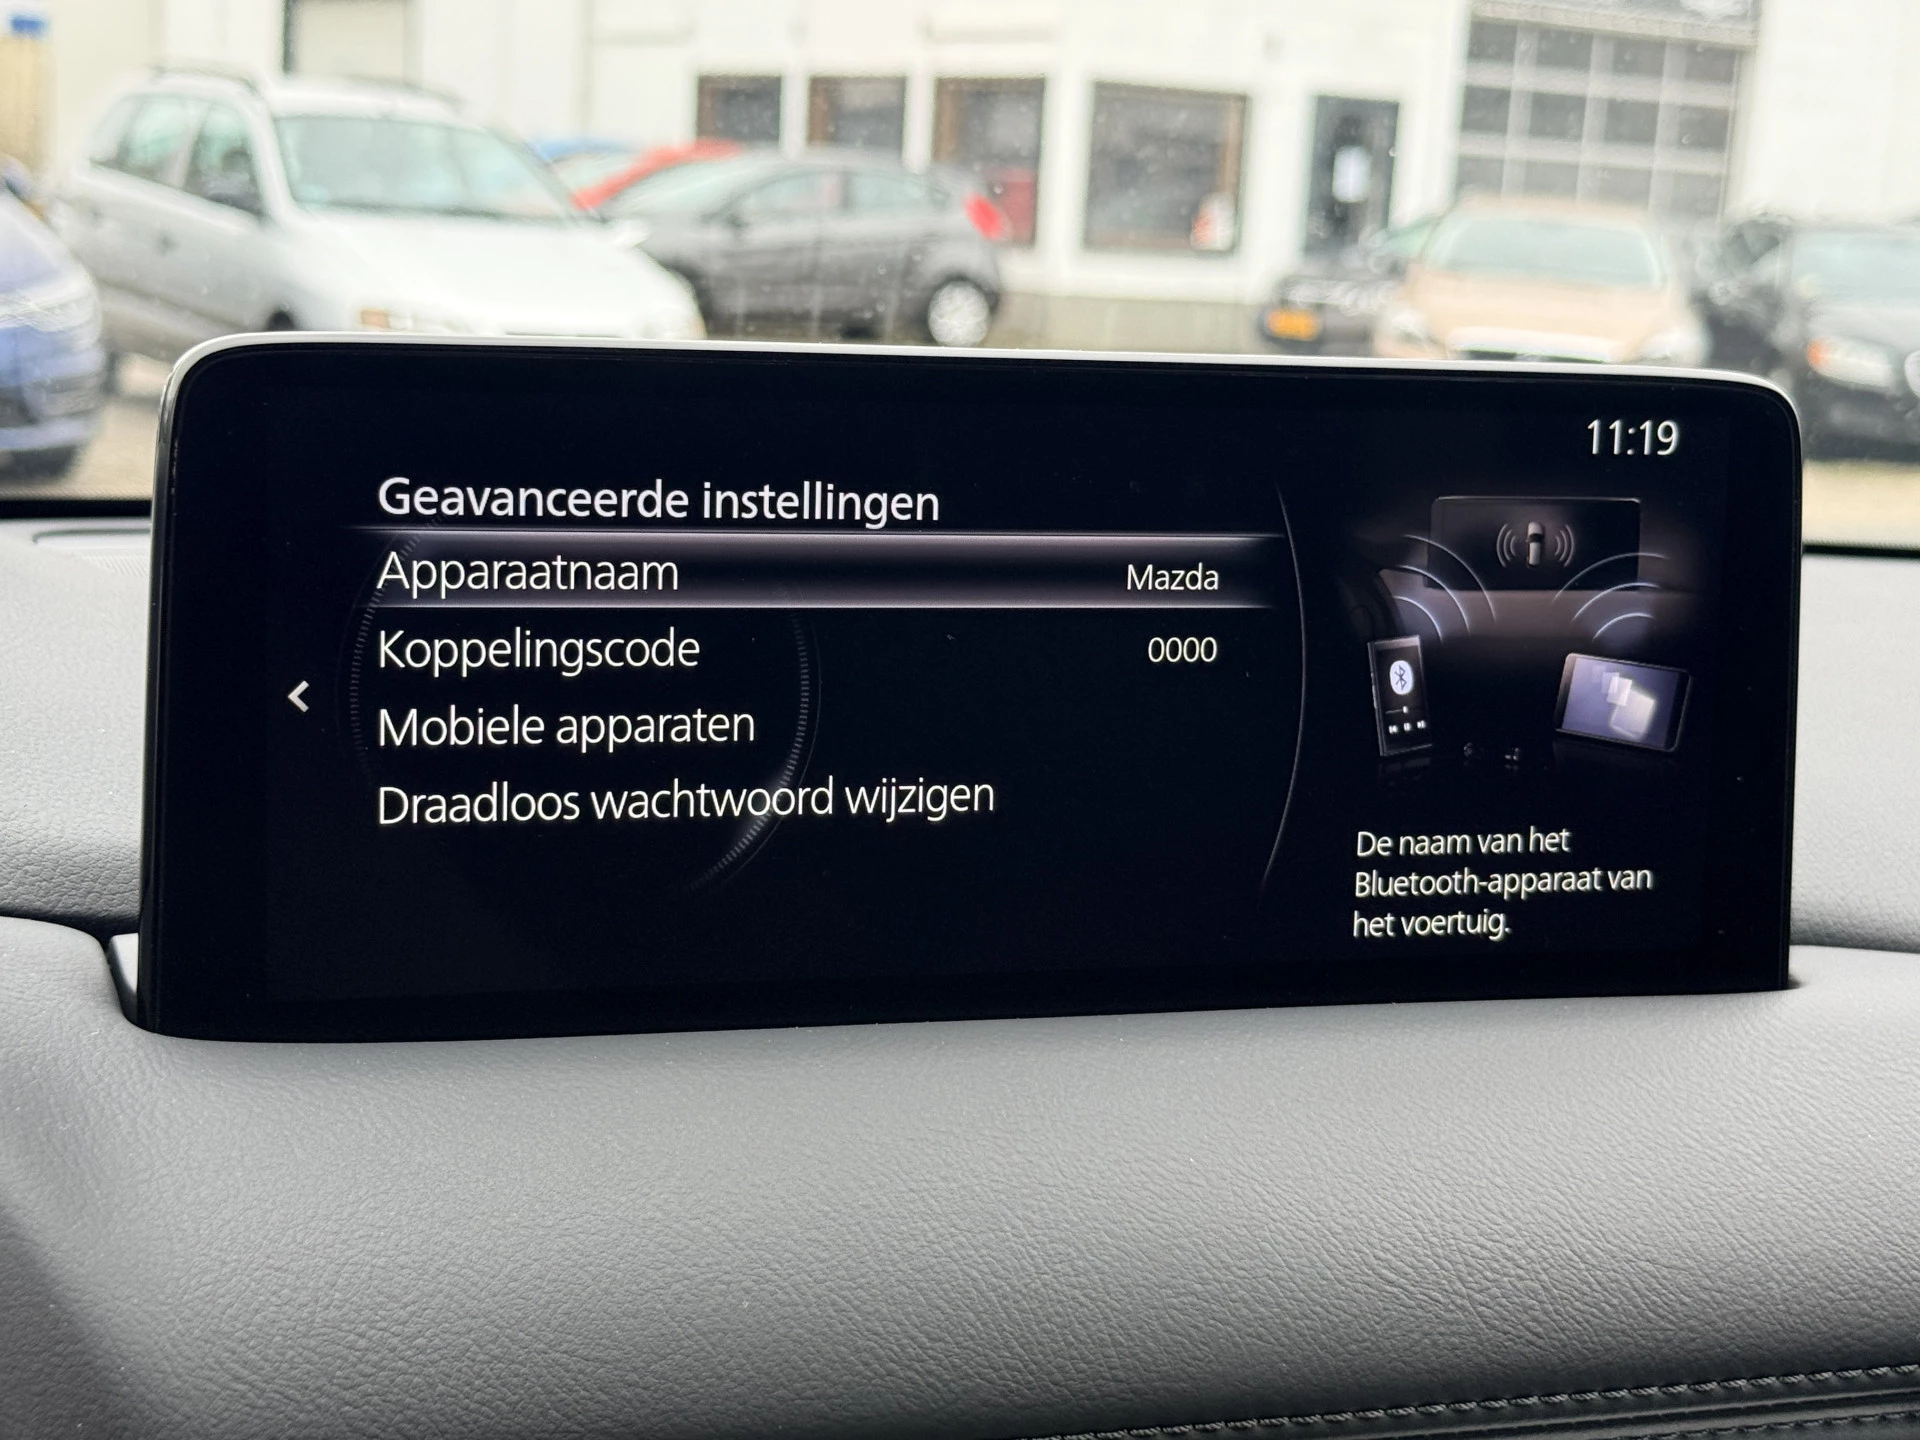 11:19
Geavanceerde instellingen
Apparaatnaam Mazda
Koppelingscode 0000
Mobiele apparaten
Draadloos wachtwoord wijzigen
De naam van het
Bluetooth-apparaat van
het voertuig.